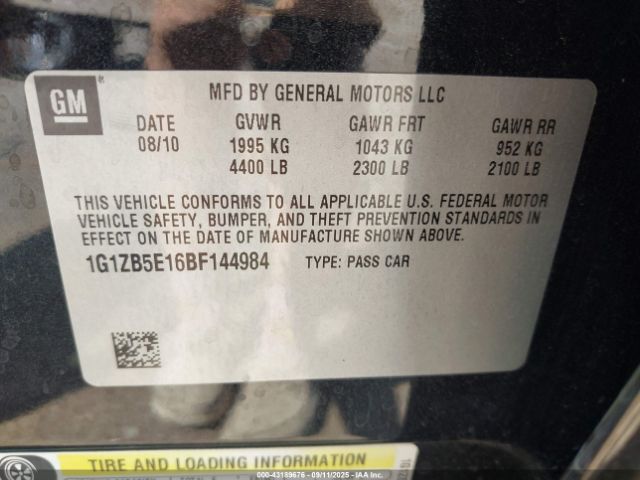 GM
MFD BY GENERAL MOTORS LLC
DATE GVWR GAWR FRT GAWR RR
08/10 1995 KG 1043 KG 952 KG
4400 LB 2300 LB 2100 LB
THIS VEHICLE CONFORMS TO ALL APPLICABLE U.S. FEDERAL MOTOR
VEHICLE SAFETY, BUMPER, AND THEFT PREVENTION STANDARDS IN
EFFECT ON THE DATE OF MANUFACTURE SHOWN ABOVE.
1G1ZB5E16BF144984 TYPE: PASS CAR
TIRE AND LOADING INFORMATION
000-43189676 - 09/11/2025 - IAA Inc.